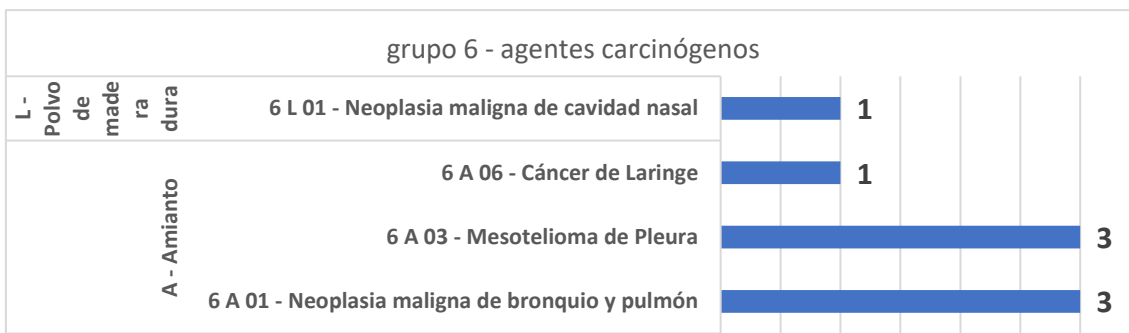 grupo 6 - agentes carcinógenos
L -
Polvo
de
made
ra
dura
6 L 01 - Neoplasia maligna de cavidad nasal
1
A - Amianto
6 A 06 - Cáncer de Laringe
1
6 A 03 - Mesotelioma de Pleura
3
6 A 01 - Neoplasia maligna de bronquio y pulmón
3